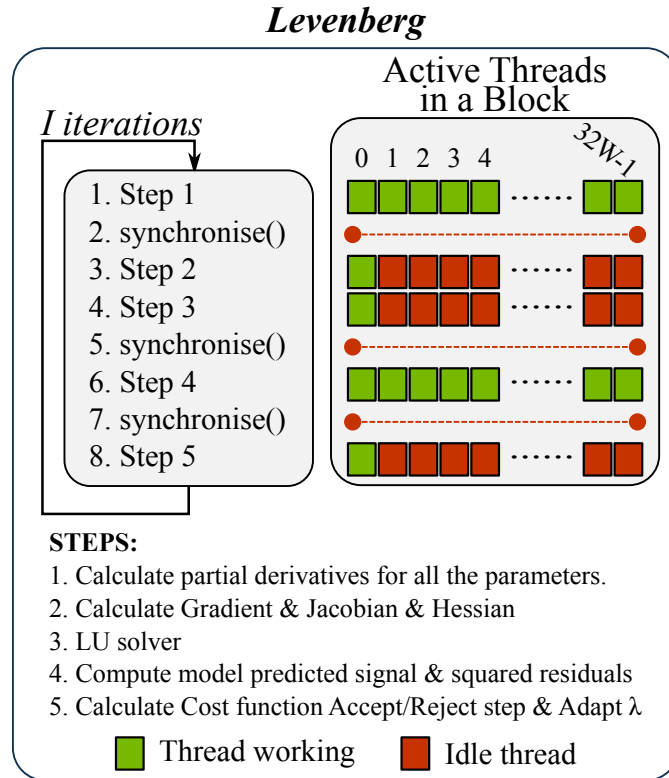 Levenberg
Active Threads
in a Block
I iterations
0 1 2 3 4 ...... 32W-1
1. Step 1
2. synchronise()
3. Step 2
4. Step 3
5. synchronise()
6. Step 4
7. synchronise()
8. Step 5
STEPS:
1. Calculate partial derivatives for all the parameters.
2. Calculate Gradient & Jacobian & Hessian
3. LU solver
4. Compute model predicted signal & squared residuals
5. Calculate Cost function Accept/Reject step & Adapt λ
Thread working
Idle thread